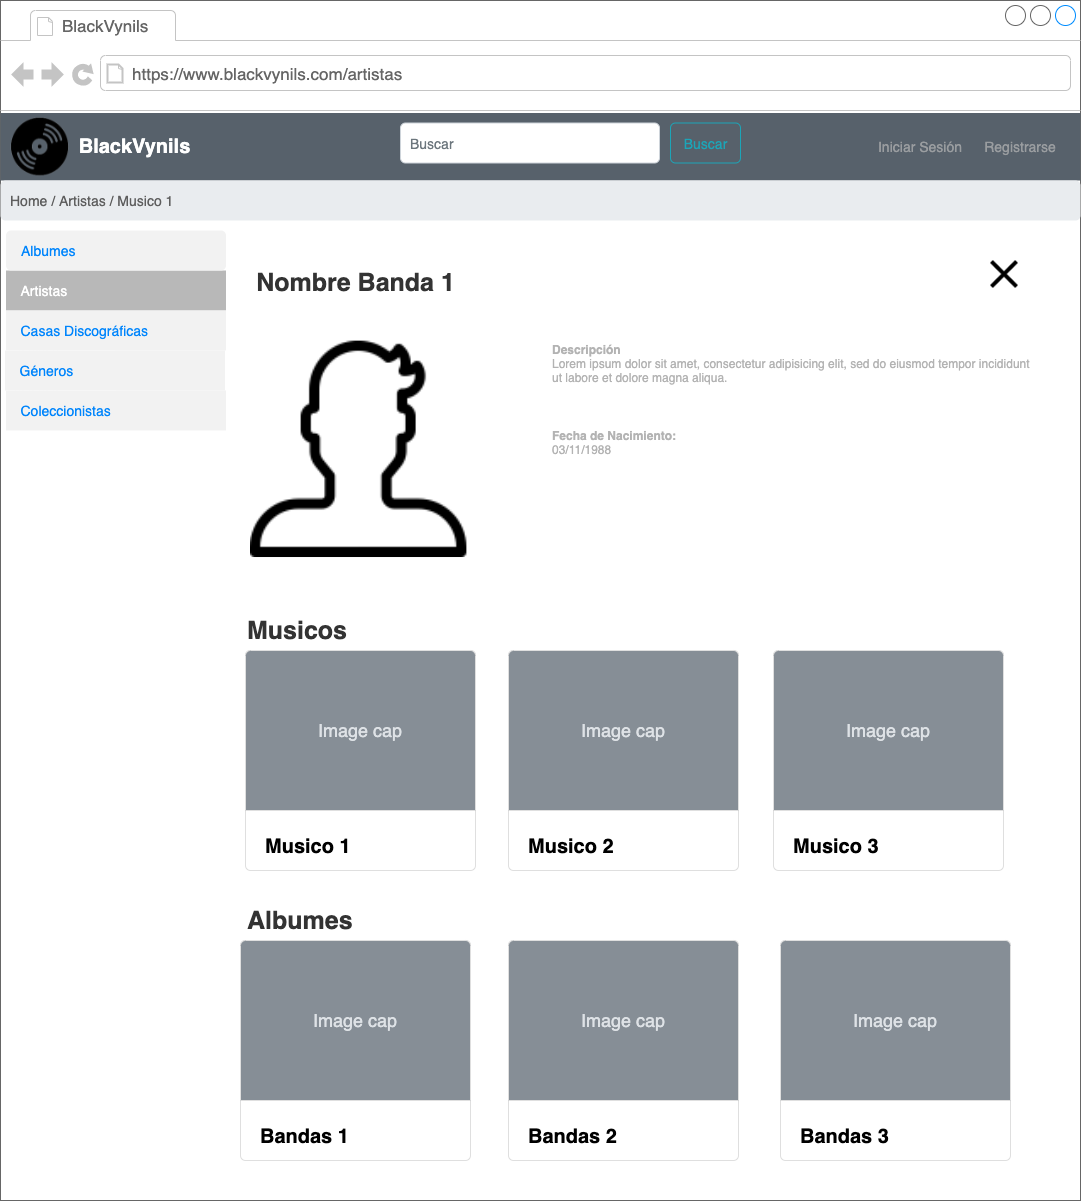 BlackVynils
https://www.blackvynils.com/artistas
BlackVynils
Buscar
Buscar
Iniciar Sesión
Registrarse
Home / Artistas / Musico 1
Albumes
Artistas
Casas Discográficas
Géneros
Coleccionistas
Nombre Banda 1
Descripción
Lorem ipsum dolor sit amet, consectetur adipisicing elit, sed do eiusmod tempor incididunt
ut labore et dolore magna aliqua.
Fecha de Nacimiento:
03/11/1988
Musicos
Image cap
Image cap
Image cap
Musico 1
Musico 2
Musico 3
Albumes
Image cap
Image cap
Image cap
Bandas 1
Bandas 2
Bandas 3